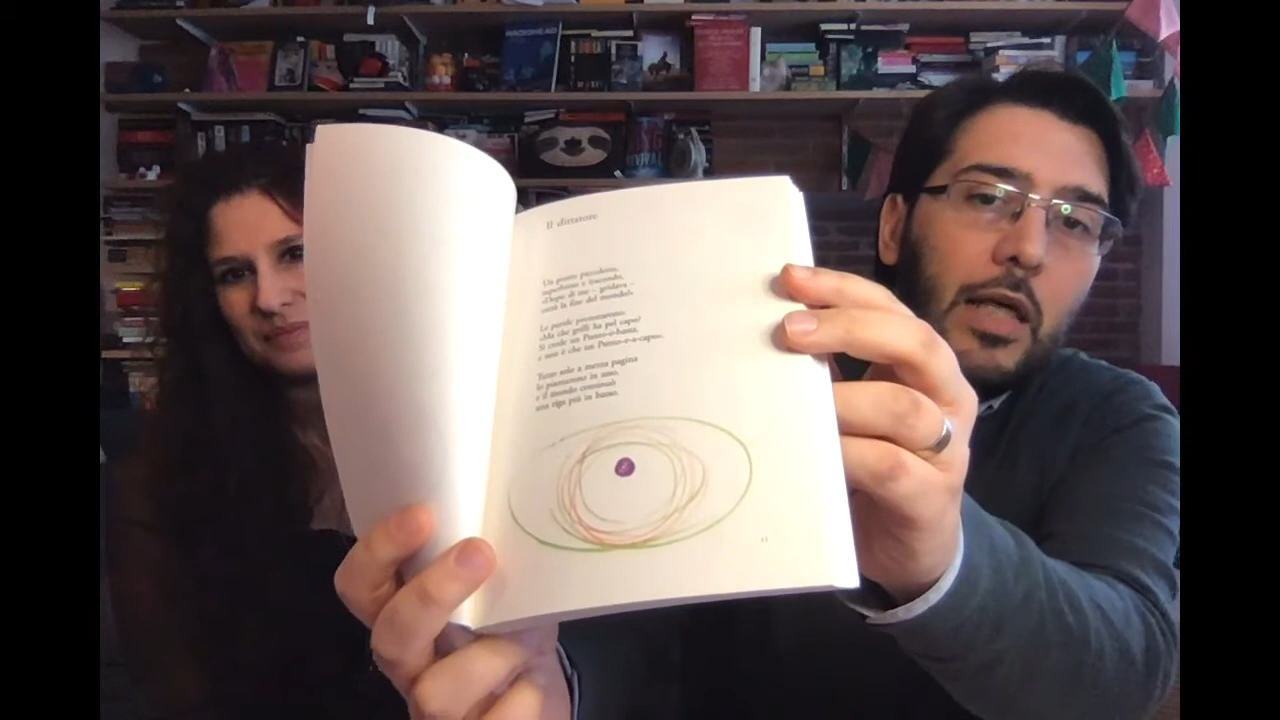 RADIOHEAD
REVIVAL
Il dittatore
Un punto piccoletto,
superbioso e iracondo,
«Dopo di me – gridava –
verrà la fine del mondo!»
Le parole protestarono:
«Ma che grilli ha pel capo?
Si crede un Punto-e-basta,
e non è che un Punto-e-a-capo».
Tutto solo a mezza pagina
lo piantarono in asso,
e il mondo continuò
una riga più in basso.